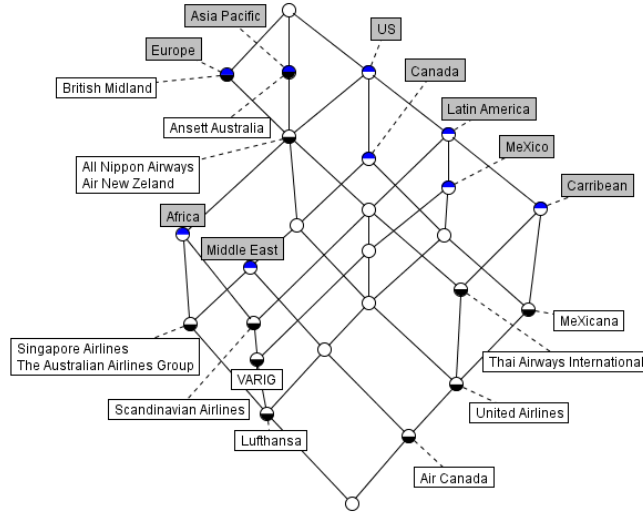 Asia Pacific
US
Europe
Canada
British Midland
Latin America
Ansett Australia
MeXico
All Nippon Airways
Air New Zeland
Africa
Carribean
Middle East
MeXicana
Singapore Airlines
The Australian Airlines Group
Thai Airways International
VARIG
Scandinavian Airlines
United Airlines
Lufthansa
Air Canada